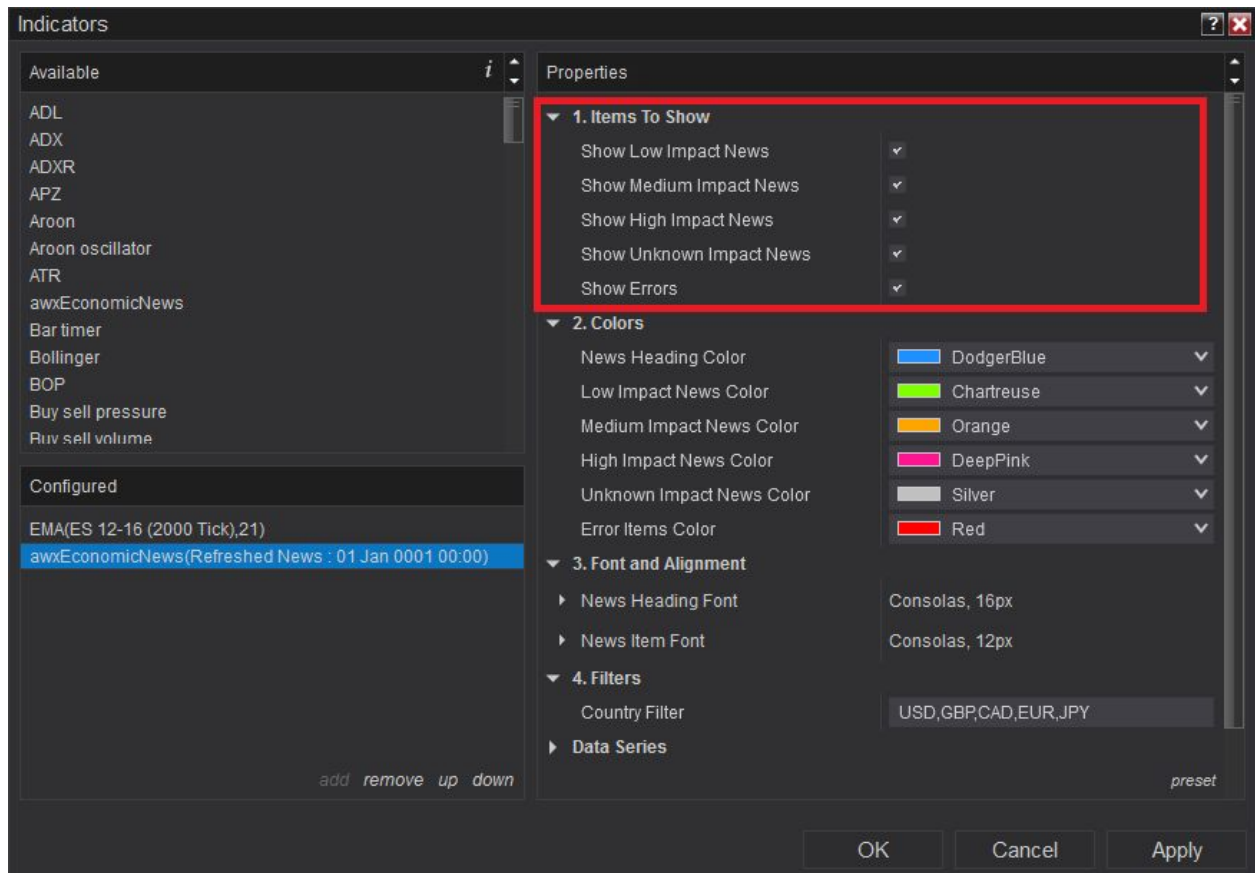 Indicators
?
Available i
ADL
ADX
ADXR
APZ
Aroon
Aroon oscillator
ATR
awxEconomicNews
Bar timer
Bollinger
BOP
Buy sell pressure
Buy sell volume
Configured
EMA(ES 12-16 (2000 Tick),21)
awxEconomicNews(Refreshed News : 01 Jan 0001 00:00)
add remove up down
Properties
1. Items To Show
Show Low Impact News
Show Medium Impact News
Show High Impact News
Show Unknown Impact News
Show Errors
2. Colors
News Heading Color DodgerBlue
Low Impact News Color Chartreuse
Medium Impact News Color Orange
High Impact News Color DeepPink
Unknown Impact News Color Silver
Error Items Color Red
3. Font and Alignment
News Heading Font Consolas, 16px
News Item Font Consolas, 12px
4. Filters
Country Filter USD,GBP,CAD,EUR,JPY
Data Series
preset
OK Cancel Apply